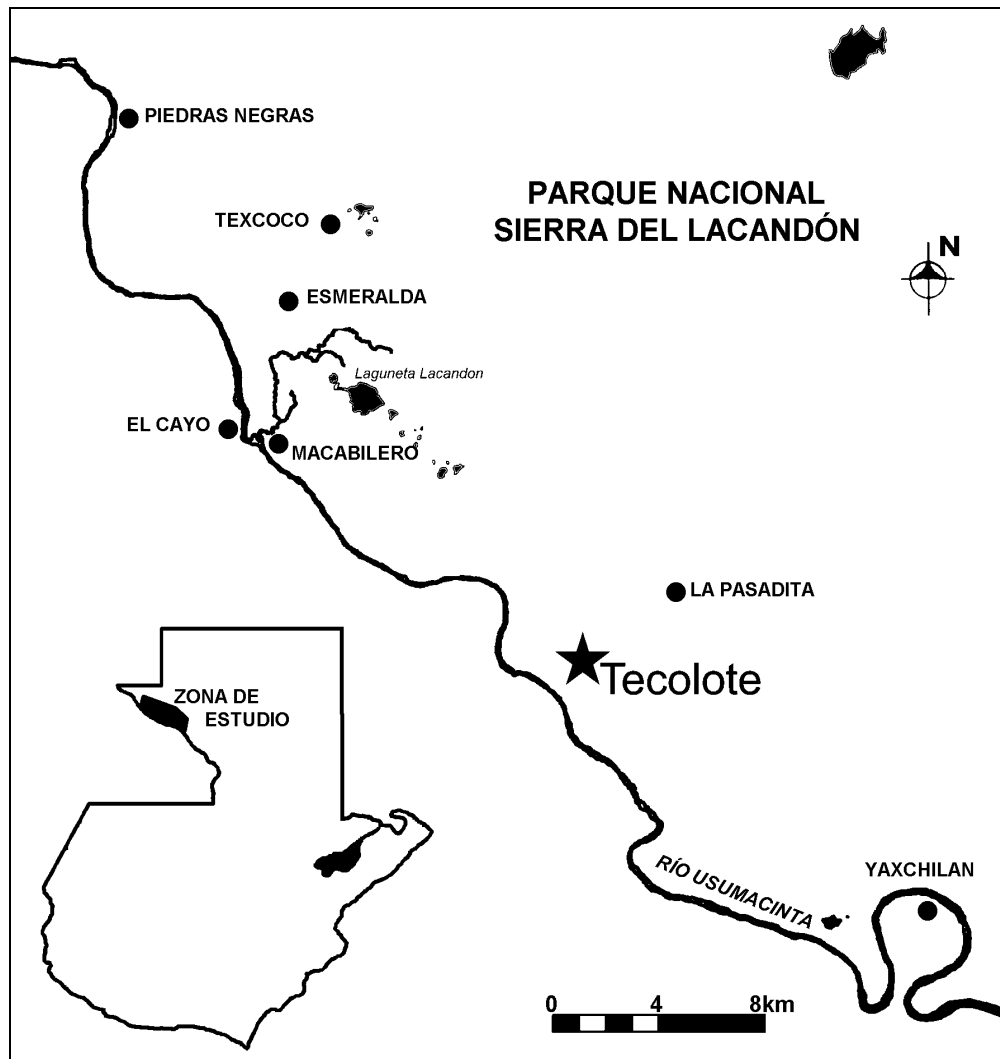 PIEDRAS NEGRAS
PARQUE NACIONAL
SIERRA DEL LACANDÓN
TEXCOCO
N
ESMERALDA
Laguneta Lacandon
EL CAYO
MACABILERO
LA PASADITA
Tecolote
ZONA DE
ESTUDIO
RÍO USUMACINTA
YAXCHILAN
0 4 8km